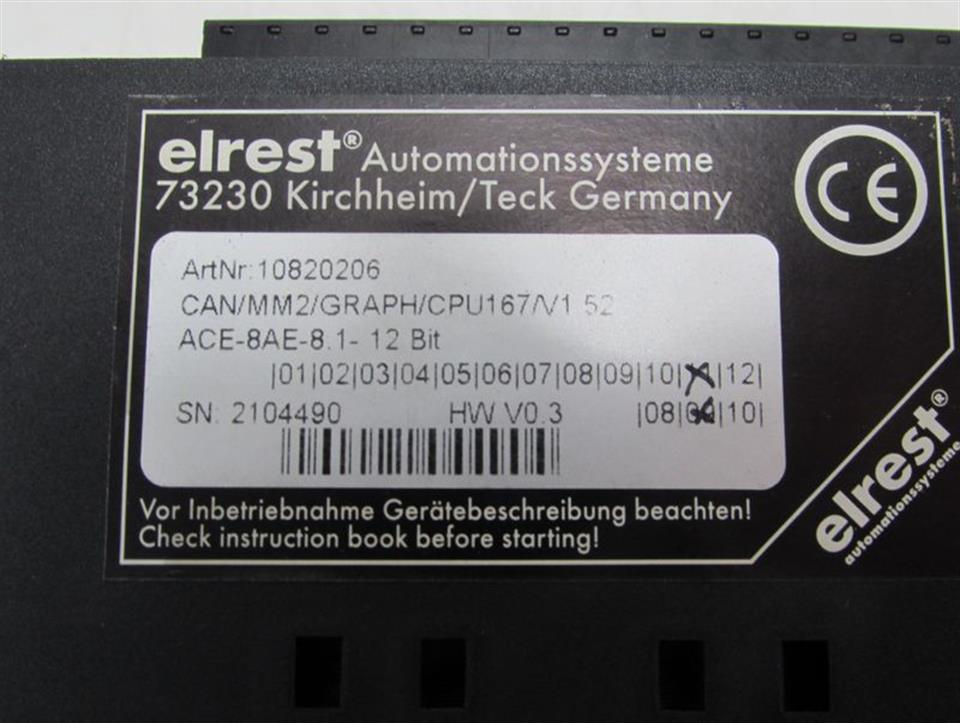 elrest® Automationssysteme
73230 Kirchheim/Teck Germany
CE
ArtNr:10820206
CAN/MM2/GRAPH/CPU167/V1 52
ACE-8AE-8.1- 12 Bit
|01|02|03|04|05|06|07|08|09|10| |12|
SN: 2104490 HW V0.3 |08| |10|
Vor Inbetriebnahme Gerätebeschreibung beachten!
Check instruction book before starting!
elrest®
automationssysteme